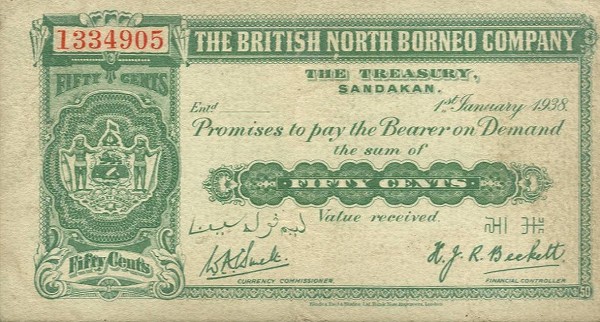 1334905
THE BRITISH NORTH BORNEO COMPANY
FIFTY CENTS
THE TREASURY,
SANDAKAN.
Entd
1st January 1938.
Promises to pay the Bearer on Demand
the sum of
FIFTY CENTS
Value received.
H. J. R. Beckett
CURRENCY COMMISSIONER
FINANCIAL CONTROLLER
Fifty Cents
50